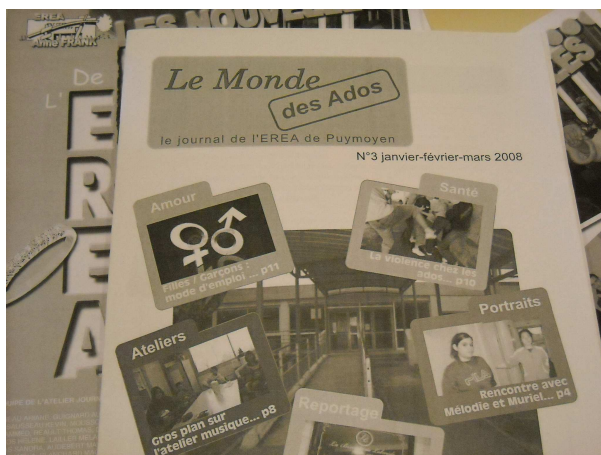 EREA
Anne FRANK
LES NOUVELL
De
L'
EREA
Le Monde
des Ados
le journal de l'EREA de Puymoyen
N°3 janvier-février-mars 2008
Amour
Filles / Garçons :
mode d'emploi ... p11
Santé
La violence chez les
ados... p10
Ateliers
Gros plan sur
l'atelier musique... p8
Portraits
Rencontre avec
Mélodie et Muriel... p4
Reportage